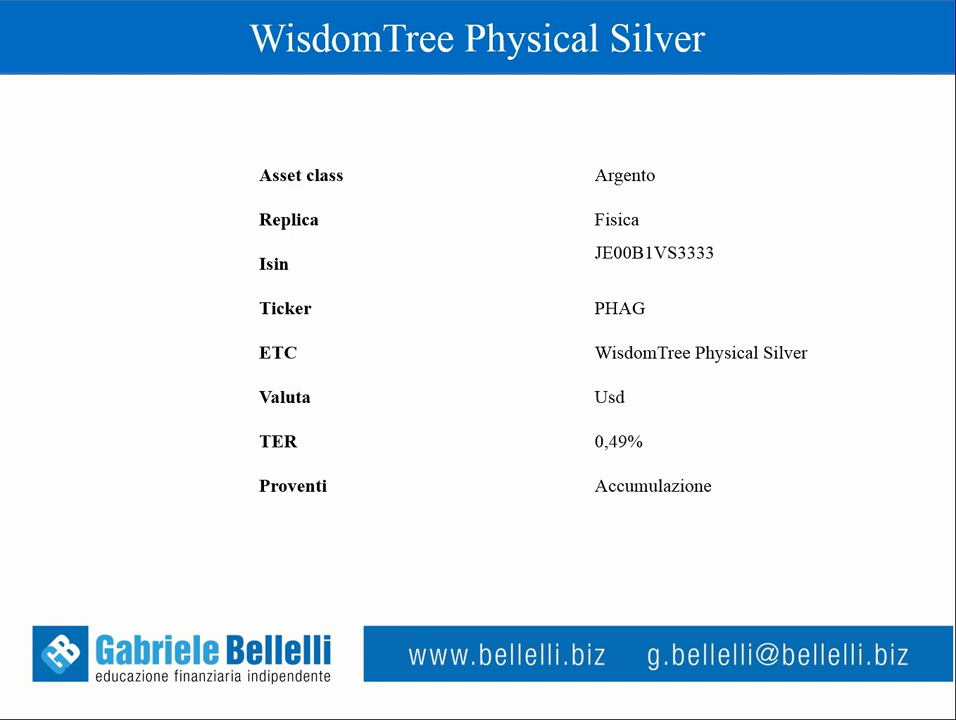 WisdomTree Physical Silver
Asset class Argento
Replica Fisica
Isin JE00B1VS3333
Ticker PHAG
ETC WisdomTree Physical Silver
Valuta Usd
TER 0,49%
Proventi Accumulazione
GB Gabriele Bellelli
educazione finanziaria indipendente
www.bellelli.biz g.bellelli@bellelli.biz